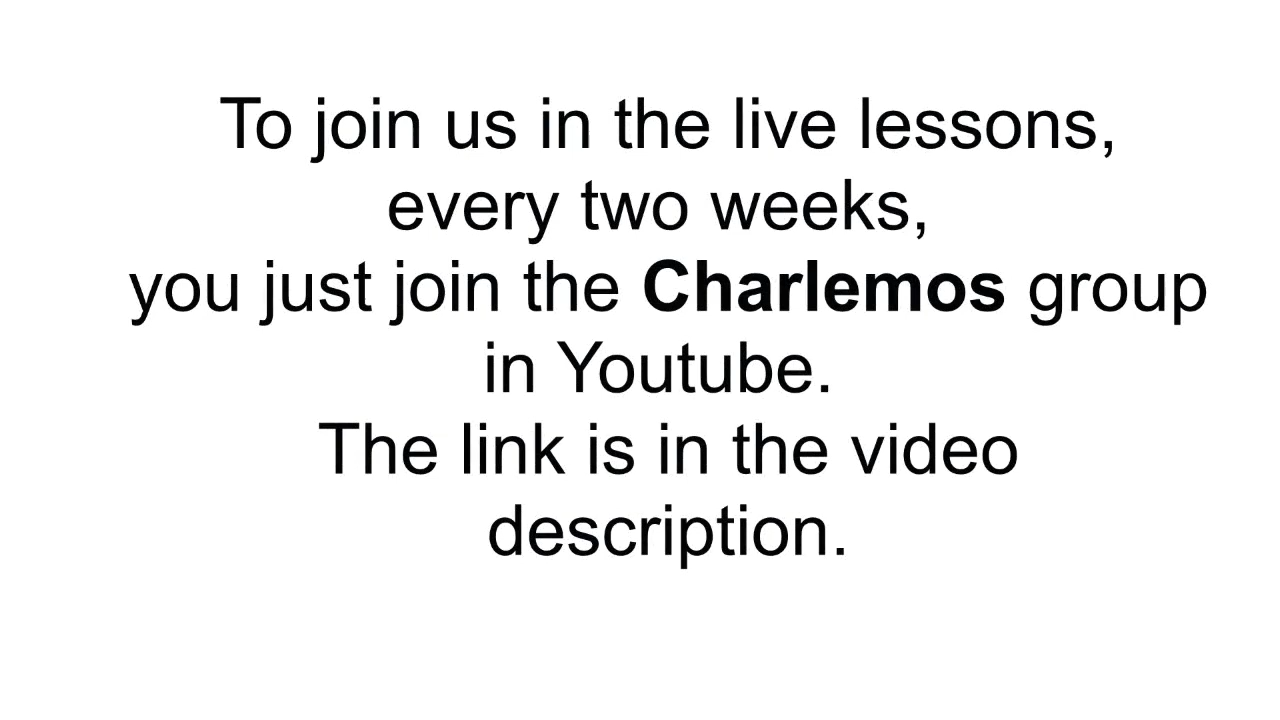 To join us in the live lessons,
every two weeks,
you just join the Charlemos group
in Youtube.
The link is in the video
description.